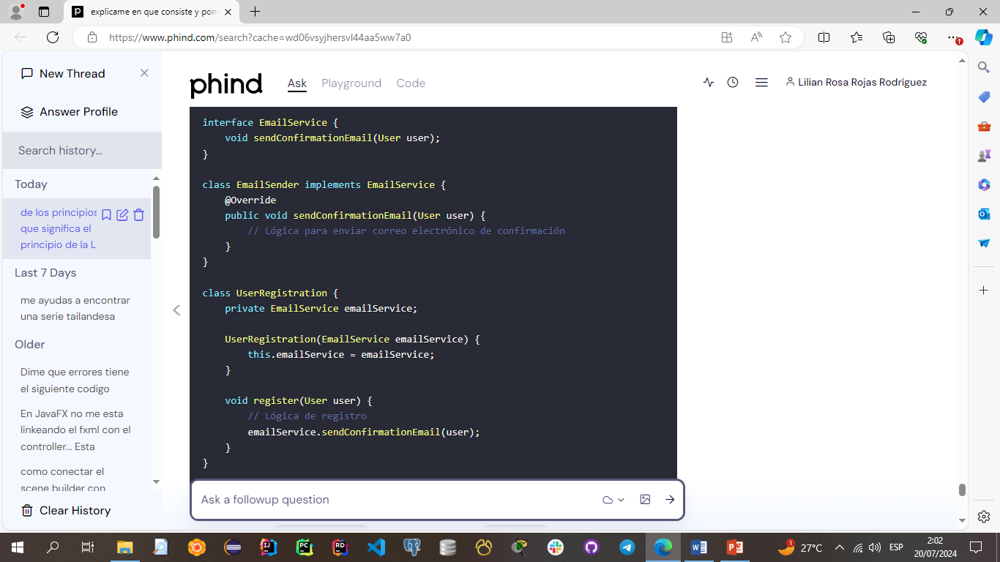 explicame en que consiste y pon
https://www.phind.com/search?cache=wd06vsyjhersvl44aa5ww7a0
New Thread
Answer Profile
Search history...
Today
de los principios
que significa el
principio de la L
Last 7 Days
me ayudas a encontrar
una serie tailandesa
Older
Dime que errores tiene
el siguiente codigo
En JavaFX no me esta
linkeando el fxml con el
controller... Esta
como conectar el
scene builder con
Clear History
phind
Ask
Playground
Code
Lilian Rosa Rojas Rodríguez
interface EmailService {
    void sendConfirmationEmail(User user);
}
class EmailSender implements EmailService {
    @Override
    public void sendConfirmationEmail(User user) {
        // Lógica para enviar correo electrónico de confirmación
    }
}
class UserRegistration {
    private EmailService emailService;
    UserRegistration(EmailService emailService) {
        this.emailService = emailService;
    }
    void register(User user) {
        // Lógica de registro
        emailService.sendConfirmationEmail(user);
    }
}
Ask a followup question
27°C
ESP
2:02
20/07/2024